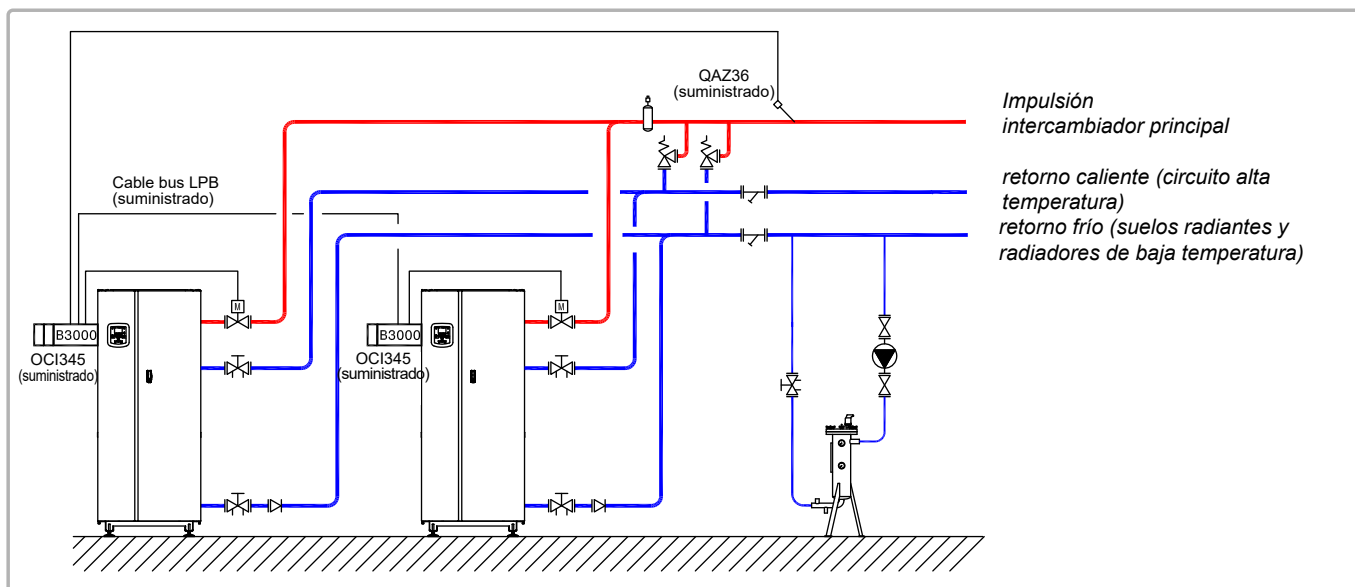 QAZ36
(suministrado)
Impulsión
intercambiador principal
Cable bus LPB
(suministrado)
retorno caliente (circuito alta
temperatura)
retorno frío (suelos radiantes y
radiadores de baja temperatura)
M
M
B3000
B3000
OCI345
(suministrado)
OCI345
(suministrado)